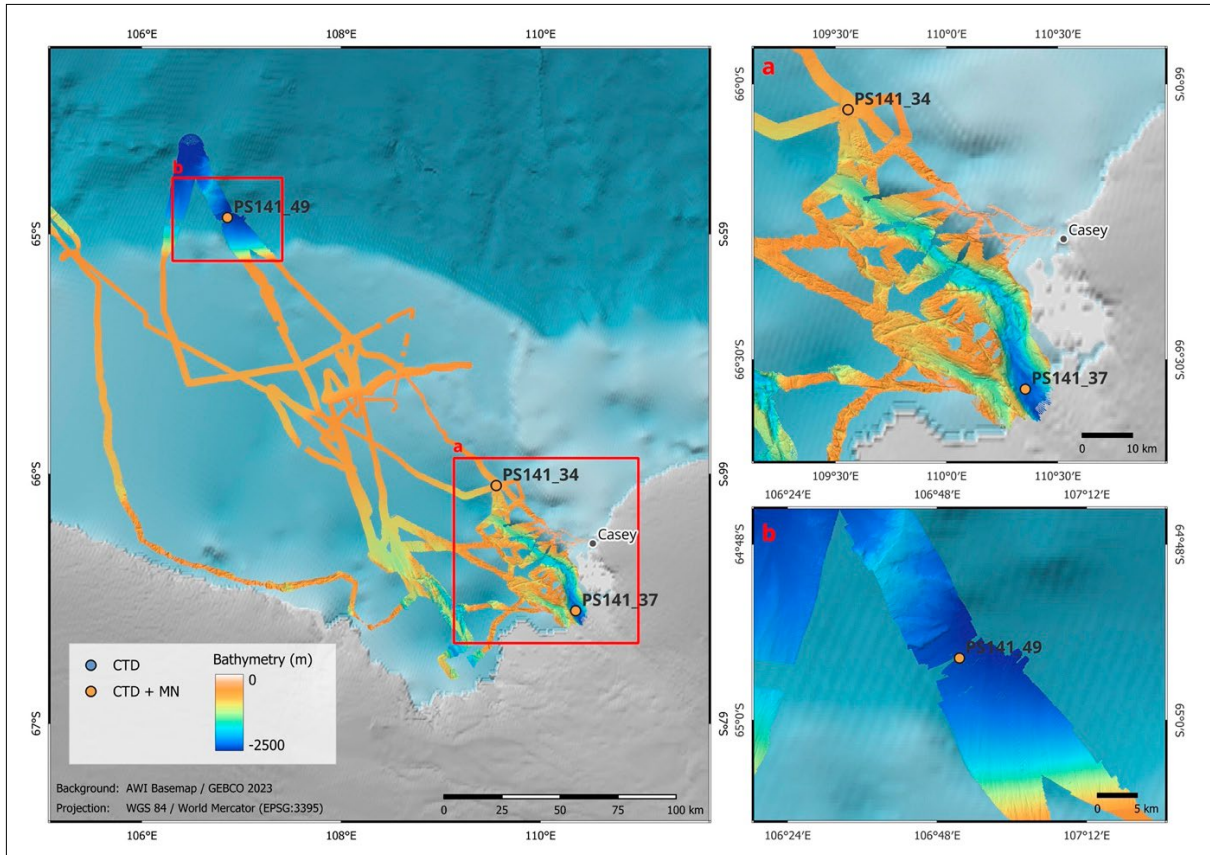 106°E 108°E 110°E
65°S
66°S
67°S
65°S
66°S
67°S
b
PS141_49
a
PS141_34
Casey
PS141_37
CTD
CTD + MN
Bathymetry (m)
0
-2500
Background: AWI Basemap / GEBCO 2023
Projection: WGS 84 / World Mercator (EPSG:3395)
0 25 50 75 100 km
106°E 108°E 110°E
109°30'E 110°0'E 110°30'E
a
66°0'S
66°30'S
66°0'S
66°30'S
PS141_34
Casey
PS141_37
0 10 km
109°30'E 110°0'E 110°30'E
106°24'E 106°48'E 107°12'E
b
64°48'S
65°0'S
64°48'S
65°0'S
PS141_49
0 5 km
106°24'E 106°48'E 107°12'E